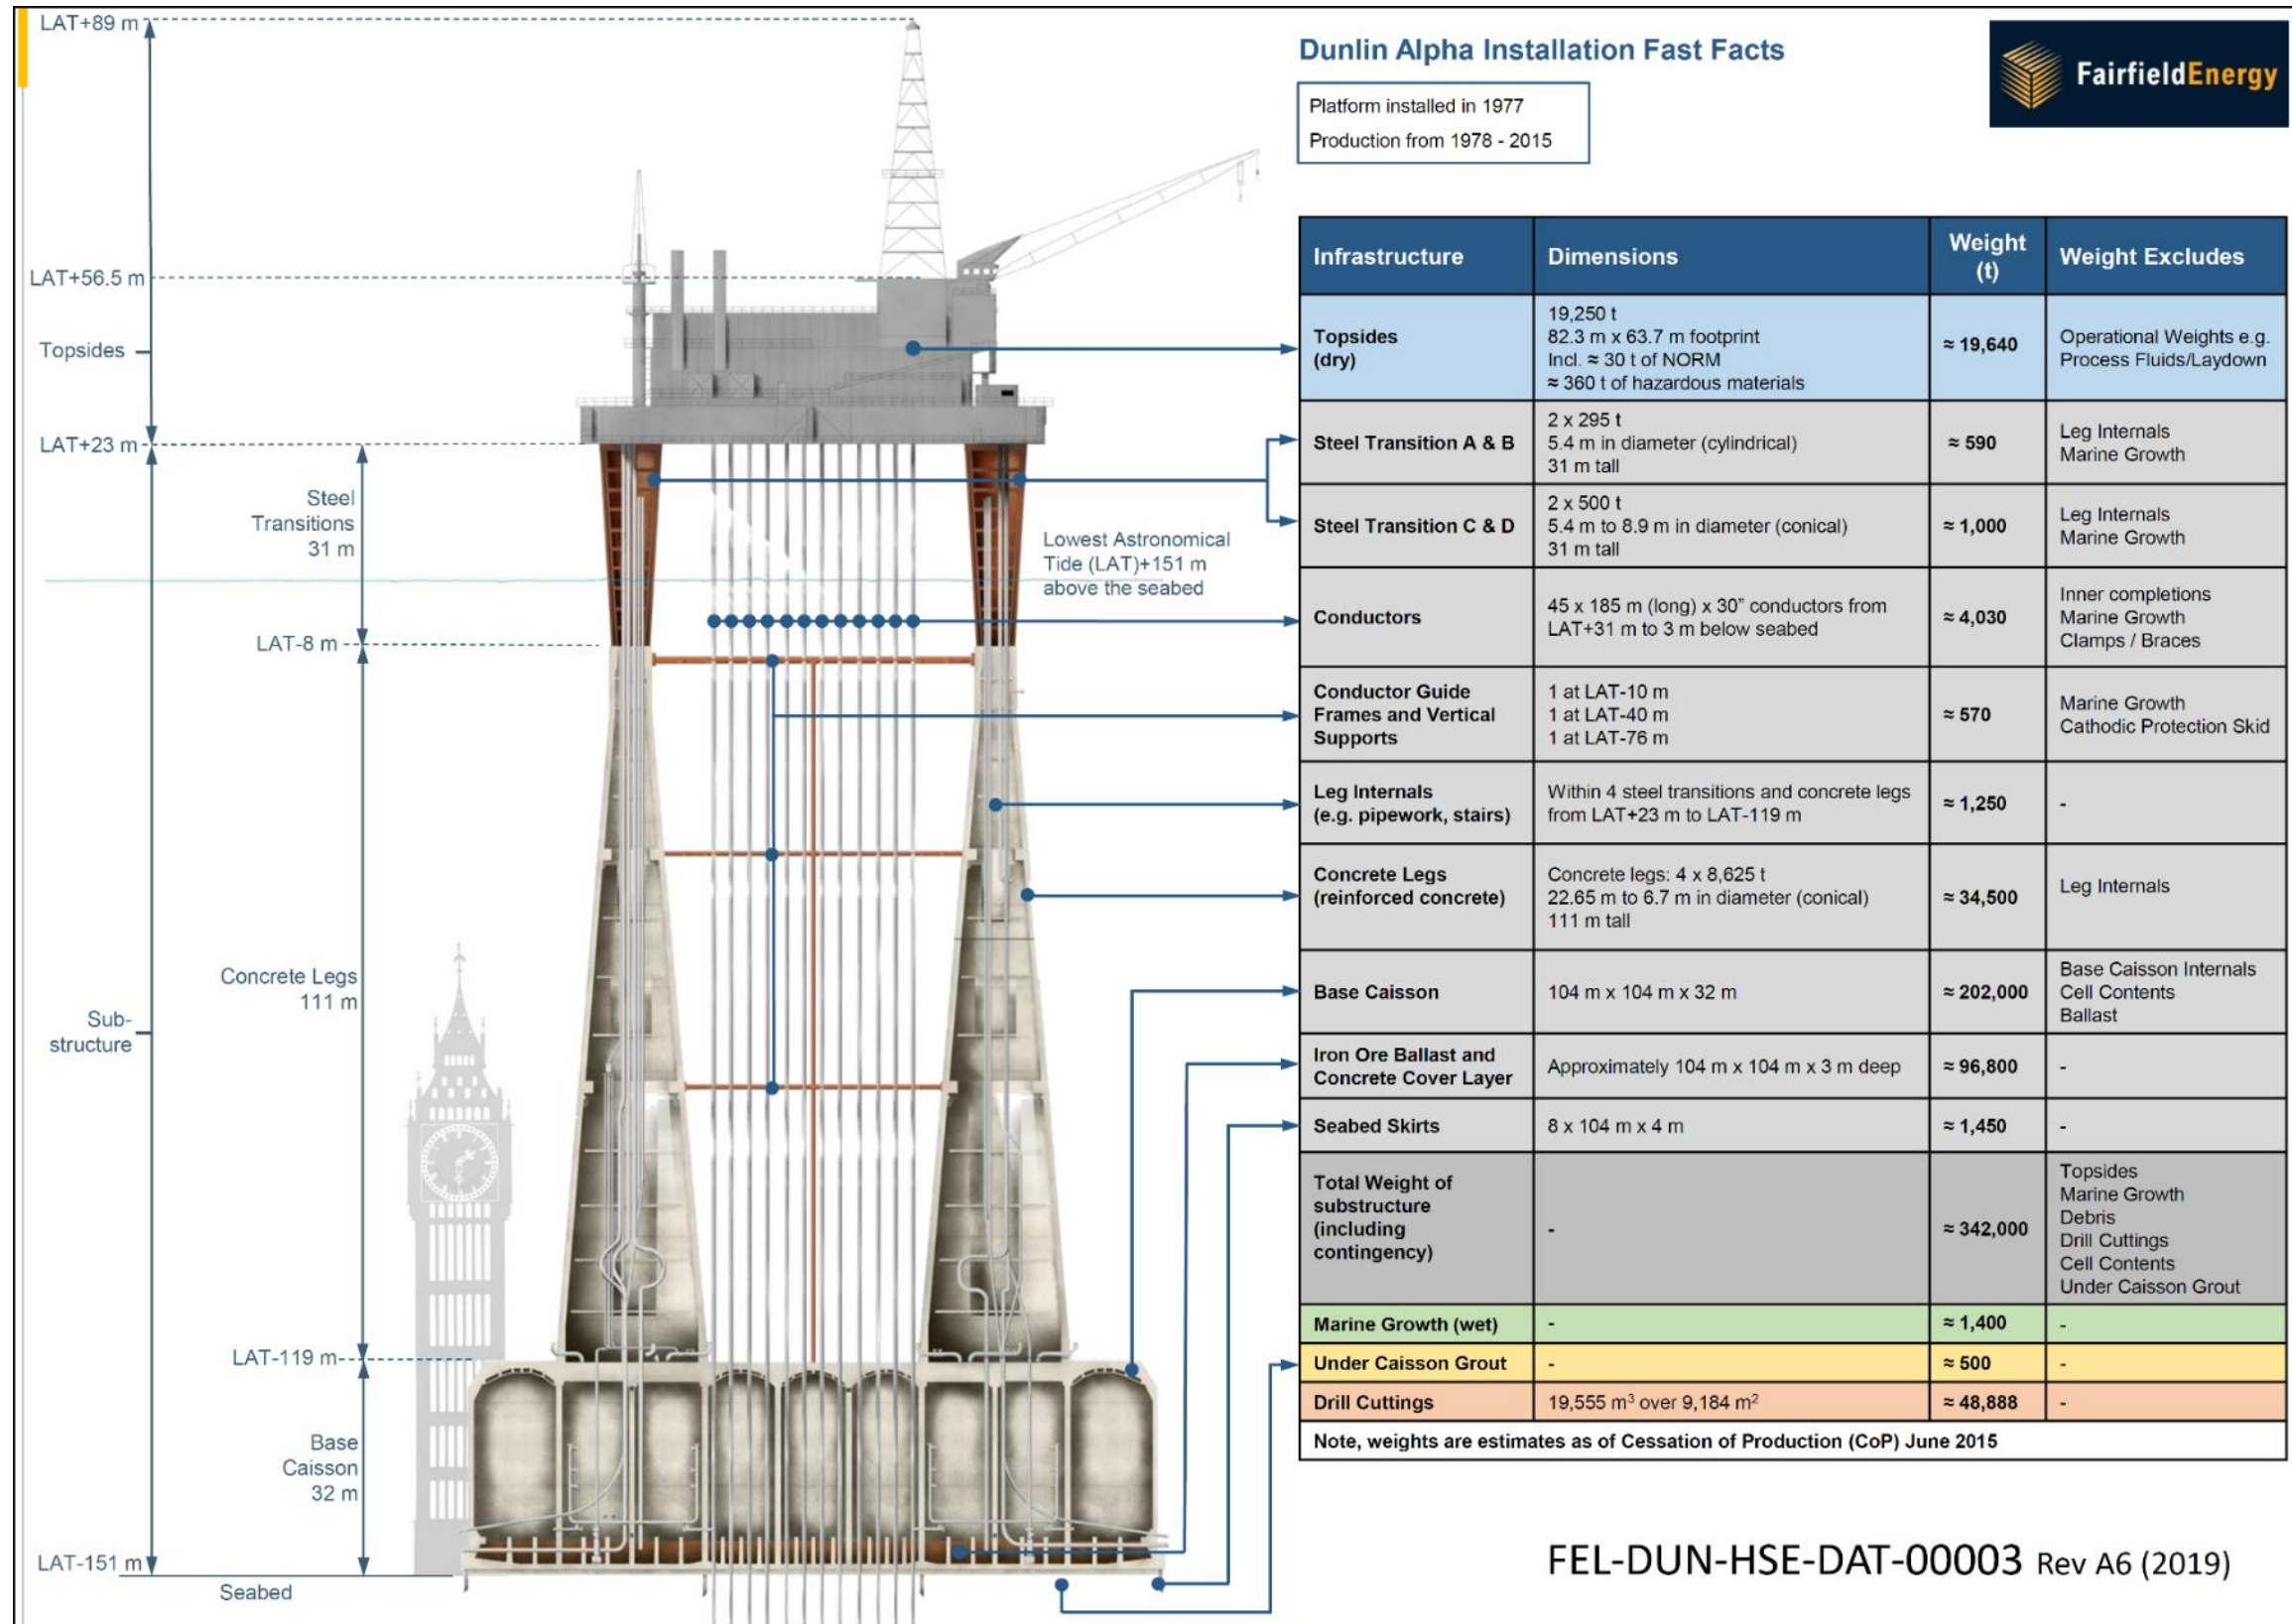 LAT+89 m
LAT+56.5 m
Topsides
LAT+23 m
Steel
Transitions
31 m
Lowest Astronomical
Tide (LAT)+151 m
above the seabed
LAT-8 m
Concrete Legs
111 m
Sub-
structure
LAT-119 m
Base
Caisson
32 m
LAT-151 m
Seabed
Dunlin Alpha Installation Fast Facts
FairfieldEnergy
Platform installed in 1977
Production from 1978 - 2015
Infrastructure
Dimensions
Weight
(t)
Weight Excludes
Topsides
(dry)
19,250 t
82.3 m x 63.7 m footprint
Incl. ≈ 30 t of NORM
≈ 360 t of hazardous materials
≈ 19,640
Operational Weights e.g.
Process Fluids/Laydown
Steel Transition A & B
2 x 295 t
5.4 m in diameter (cylindrical)
31 m tall
≈ 590
Leg Internals
Marine Growth
Steel Transition C & D
2 x 500 t
5.4 m to 8.9 m in diameter (conical)
31 m tall
≈ 1,000
Leg Internals
Marine Growth
Conductors
45 x 185 m (long) x 30” conductors from
LAT+31 m to 3 m below seabed
≈ 4,030
Inner completions
Marine Growth
Clamps / Braces
Conductor Guide
Frames and Vertical
Supports
1 at LAT-10 m
1 at LAT-40 m
1 at LAT-76 m
≈ 570
Marine Growth
Cathodic Protection Skid
Leg Internals
(e.g. pipework, stairs)
Within 4 steel transitions and concrete legs
from LAT+23 m to LAT-119 m
≈ 1,250
-
Concrete Legs
(reinforced concrete)
Concrete legs: 4 x 8,625 t
22.65 m to 6.7 m in diameter (conical)
111 m tall
≈ 34,500
Leg Internals
Base Caisson
104 m x 104 m x 32 m
≈ 202,000
Base Caisson Internals
Cell Contents
Ballast
Iron Ore Ballast and
Concrete Cover Layer
Approximately 104 m x 104 m x 3 m deep
≈ 96,800
-
Seabed Skirts
8 x 104 m x 4 m
≈ 1,450
-
Total Weight of
substructure
(including
contingency)
-
≈ 342,000
Topsides
Marine Growth
Debris
Drill Cuttings
Cell Contents
Under Caisson Grout
Marine Growth (wet)
-
≈ 1,400
-
Under Caisson Grout
-
≈ 500
-
Drill Cuttings
19,555 m³ over 9,184 m²
≈ 48,888
-
Note, weights are estimates as of Cessation of Production (CoP) June 2015
FEL-DUN-HSE-DAT-00003 Rev A6 (2019)